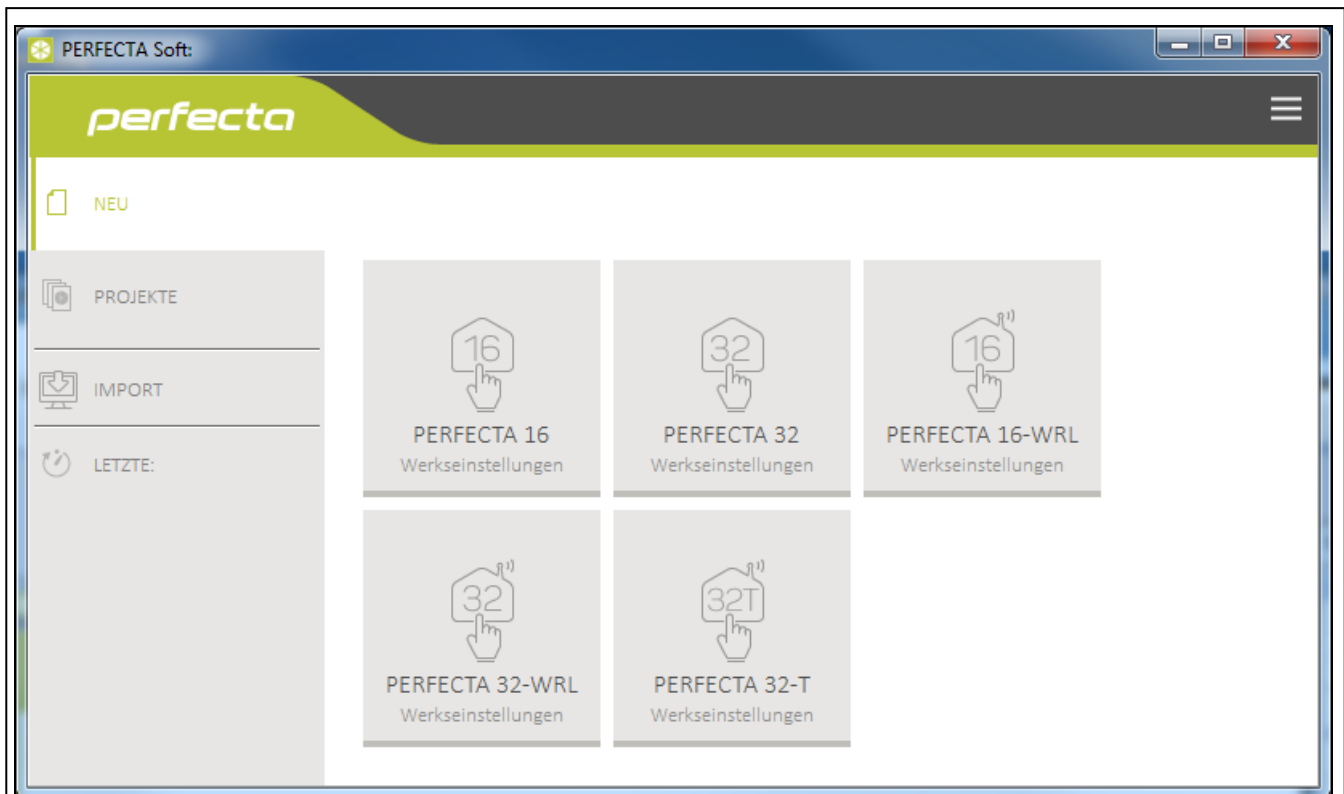 PERFECTA Soft:
perfecta
NEU
PROJEKTE
IMPORT
LETZTE:
16
PERFECTA 16
Werkseinstellungen
32
PERFECTA 32
Werkseinstellungen
16
PERFECTA 16-WRL
Werkseinstellungen
32
PERFECTA 32-WRL
Werkseinstellungen
32T
PERFECTA 32-T
Werkseinstellungen